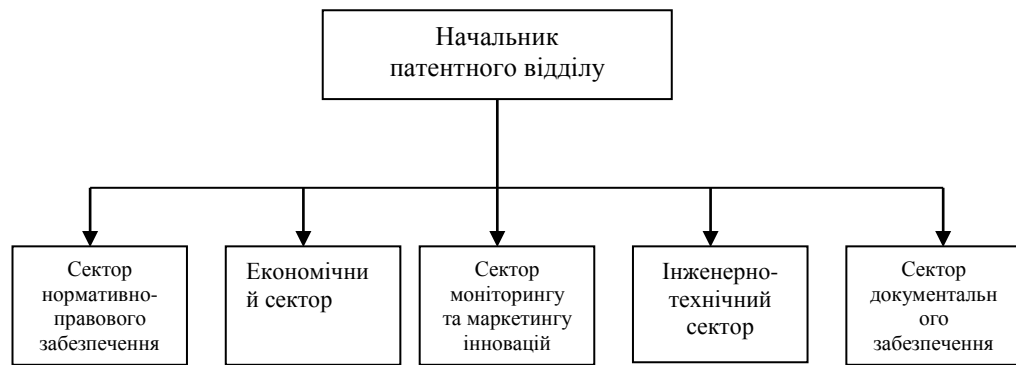 Начальник
патентного відділу
Сектор
нормативно-
правового
забезпечення
Економічни
й сектор
Сектор
моніторингу
та маркетингу
інновацій
Інженерно-
технічний
сектор
Сектор
документальн
ого
забезпечення